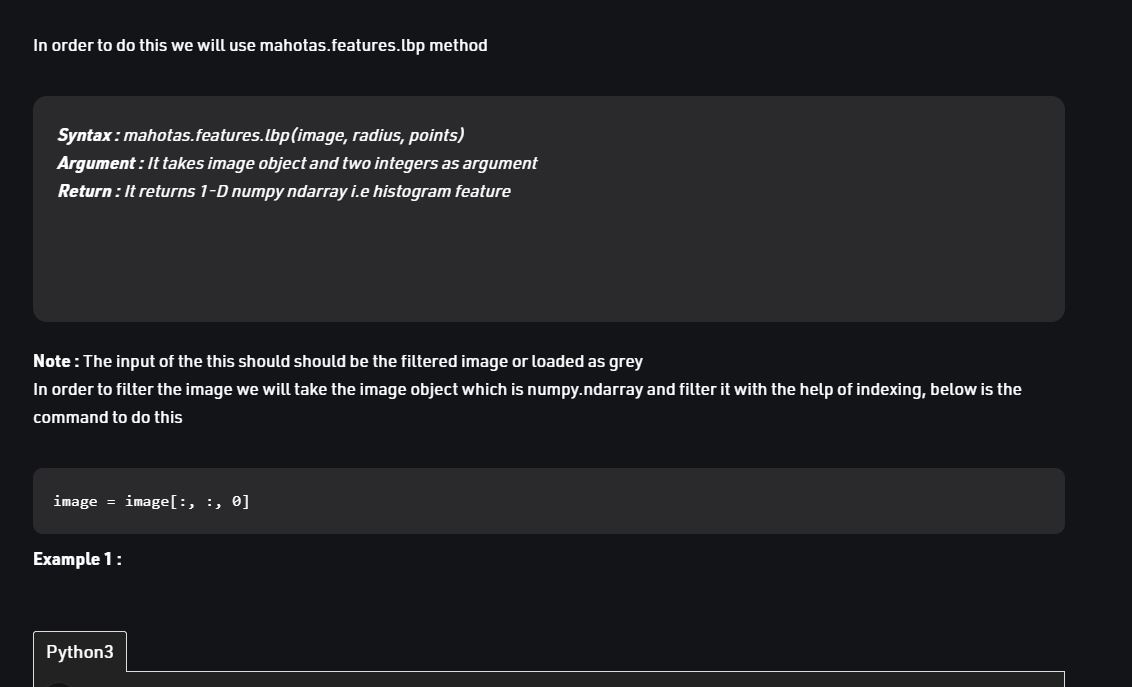 In order to do this we will use mahotas.features.lbp method
Syntax : mahotas.features.lbp(image, radius, points)
Argument : It takes image object and two integers as argument
Return : It returns 1-D numpy ndarray i.e histogram feature
Note : The input of the this should should be the filtered image or loaded as grey
In order to filter the image we will take the image object which is numpy.ndarray and filter it with the help of indexing, below is the
command to do this
image = image[:, :, 0]
Example 1 :
Python3